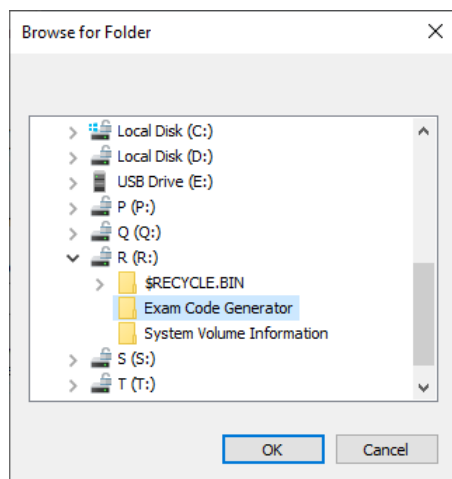 Browse for Folder
Local Disk (C:)
Local Disk (D:)
USB Drive (E:)
P (P:)
Q (Q:)
R (R:)
$RECYCLE.BIN
Exam Code Generator
System Volume Information
S (S:)
T (T:)
OK
Cancel